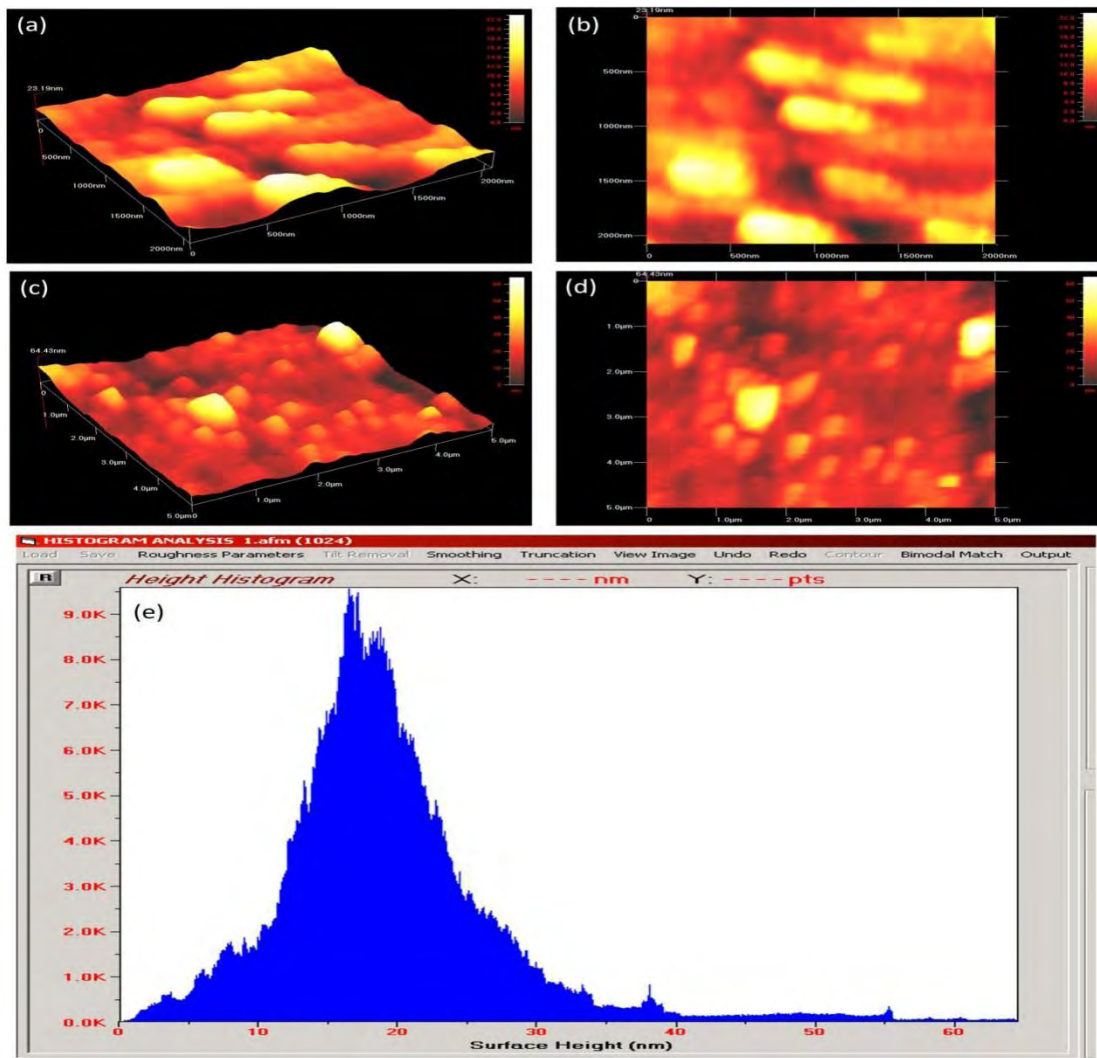 (a)
23.19nm
0
500nm
1000nm
1500nm
2000nm
0
500nm
1000nm
1500nm
2000nm
(b)
23.19nm
0
500nm
1000nm
1500nm
2000nm
0
500nm
1000nm
1500nm
2000nm
(c)
64.43nm
0
1.0µm
2.0µm
3.0µm
4.0µm
5.0µm
0
1.0µm
2.0µm
3.0µm
4.0µm
5.0µm
(d)
64.43nm
0
1.0µm
2.0µm
3.0µm
4.0µm
5.0µm
0
1.0µm
2.0µm
3.0µm
4.0µm
5.0µm
HISTOGRAM ANALYSIS 1.afm (1024)
Load Save Roughness Parameters Tilt Removal Smoothing Truncation View Image Undo Redo Contour Bimodal Match Output
R Height Histogram X: ----nm Y: ----pts
(e)
9.0K
8.0K
7.0K
6.0K
5.0K
4.0K
3.0K
2.0K
1.0K
0.0K
0 10 20 30 40 50 60
Surface Height (nm)